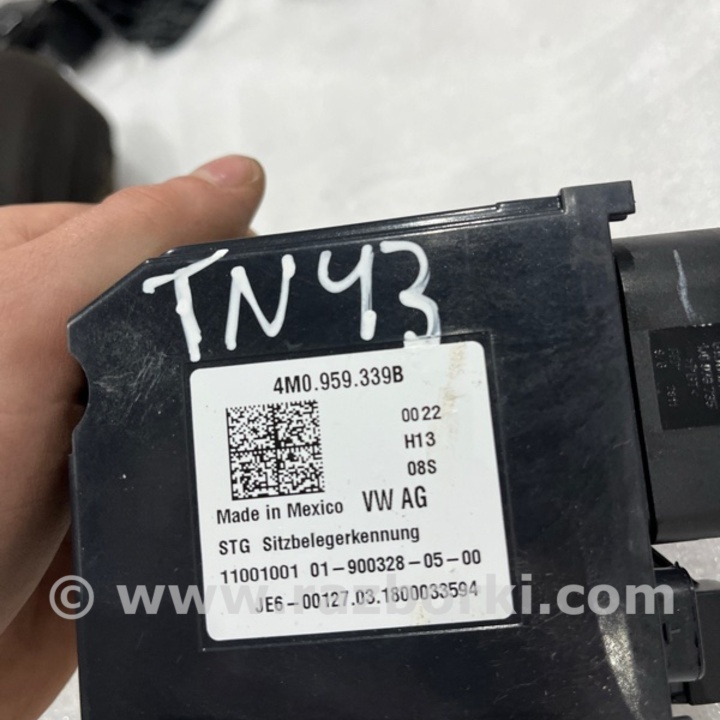 TN43
4M0.959.339B
0022
H13
08S
Made in Mexico VW AG
STG Sitzbelegerkennung
11001001 01-900328-05-00
JE6-00127.03.1800033594
© www.razborki.com